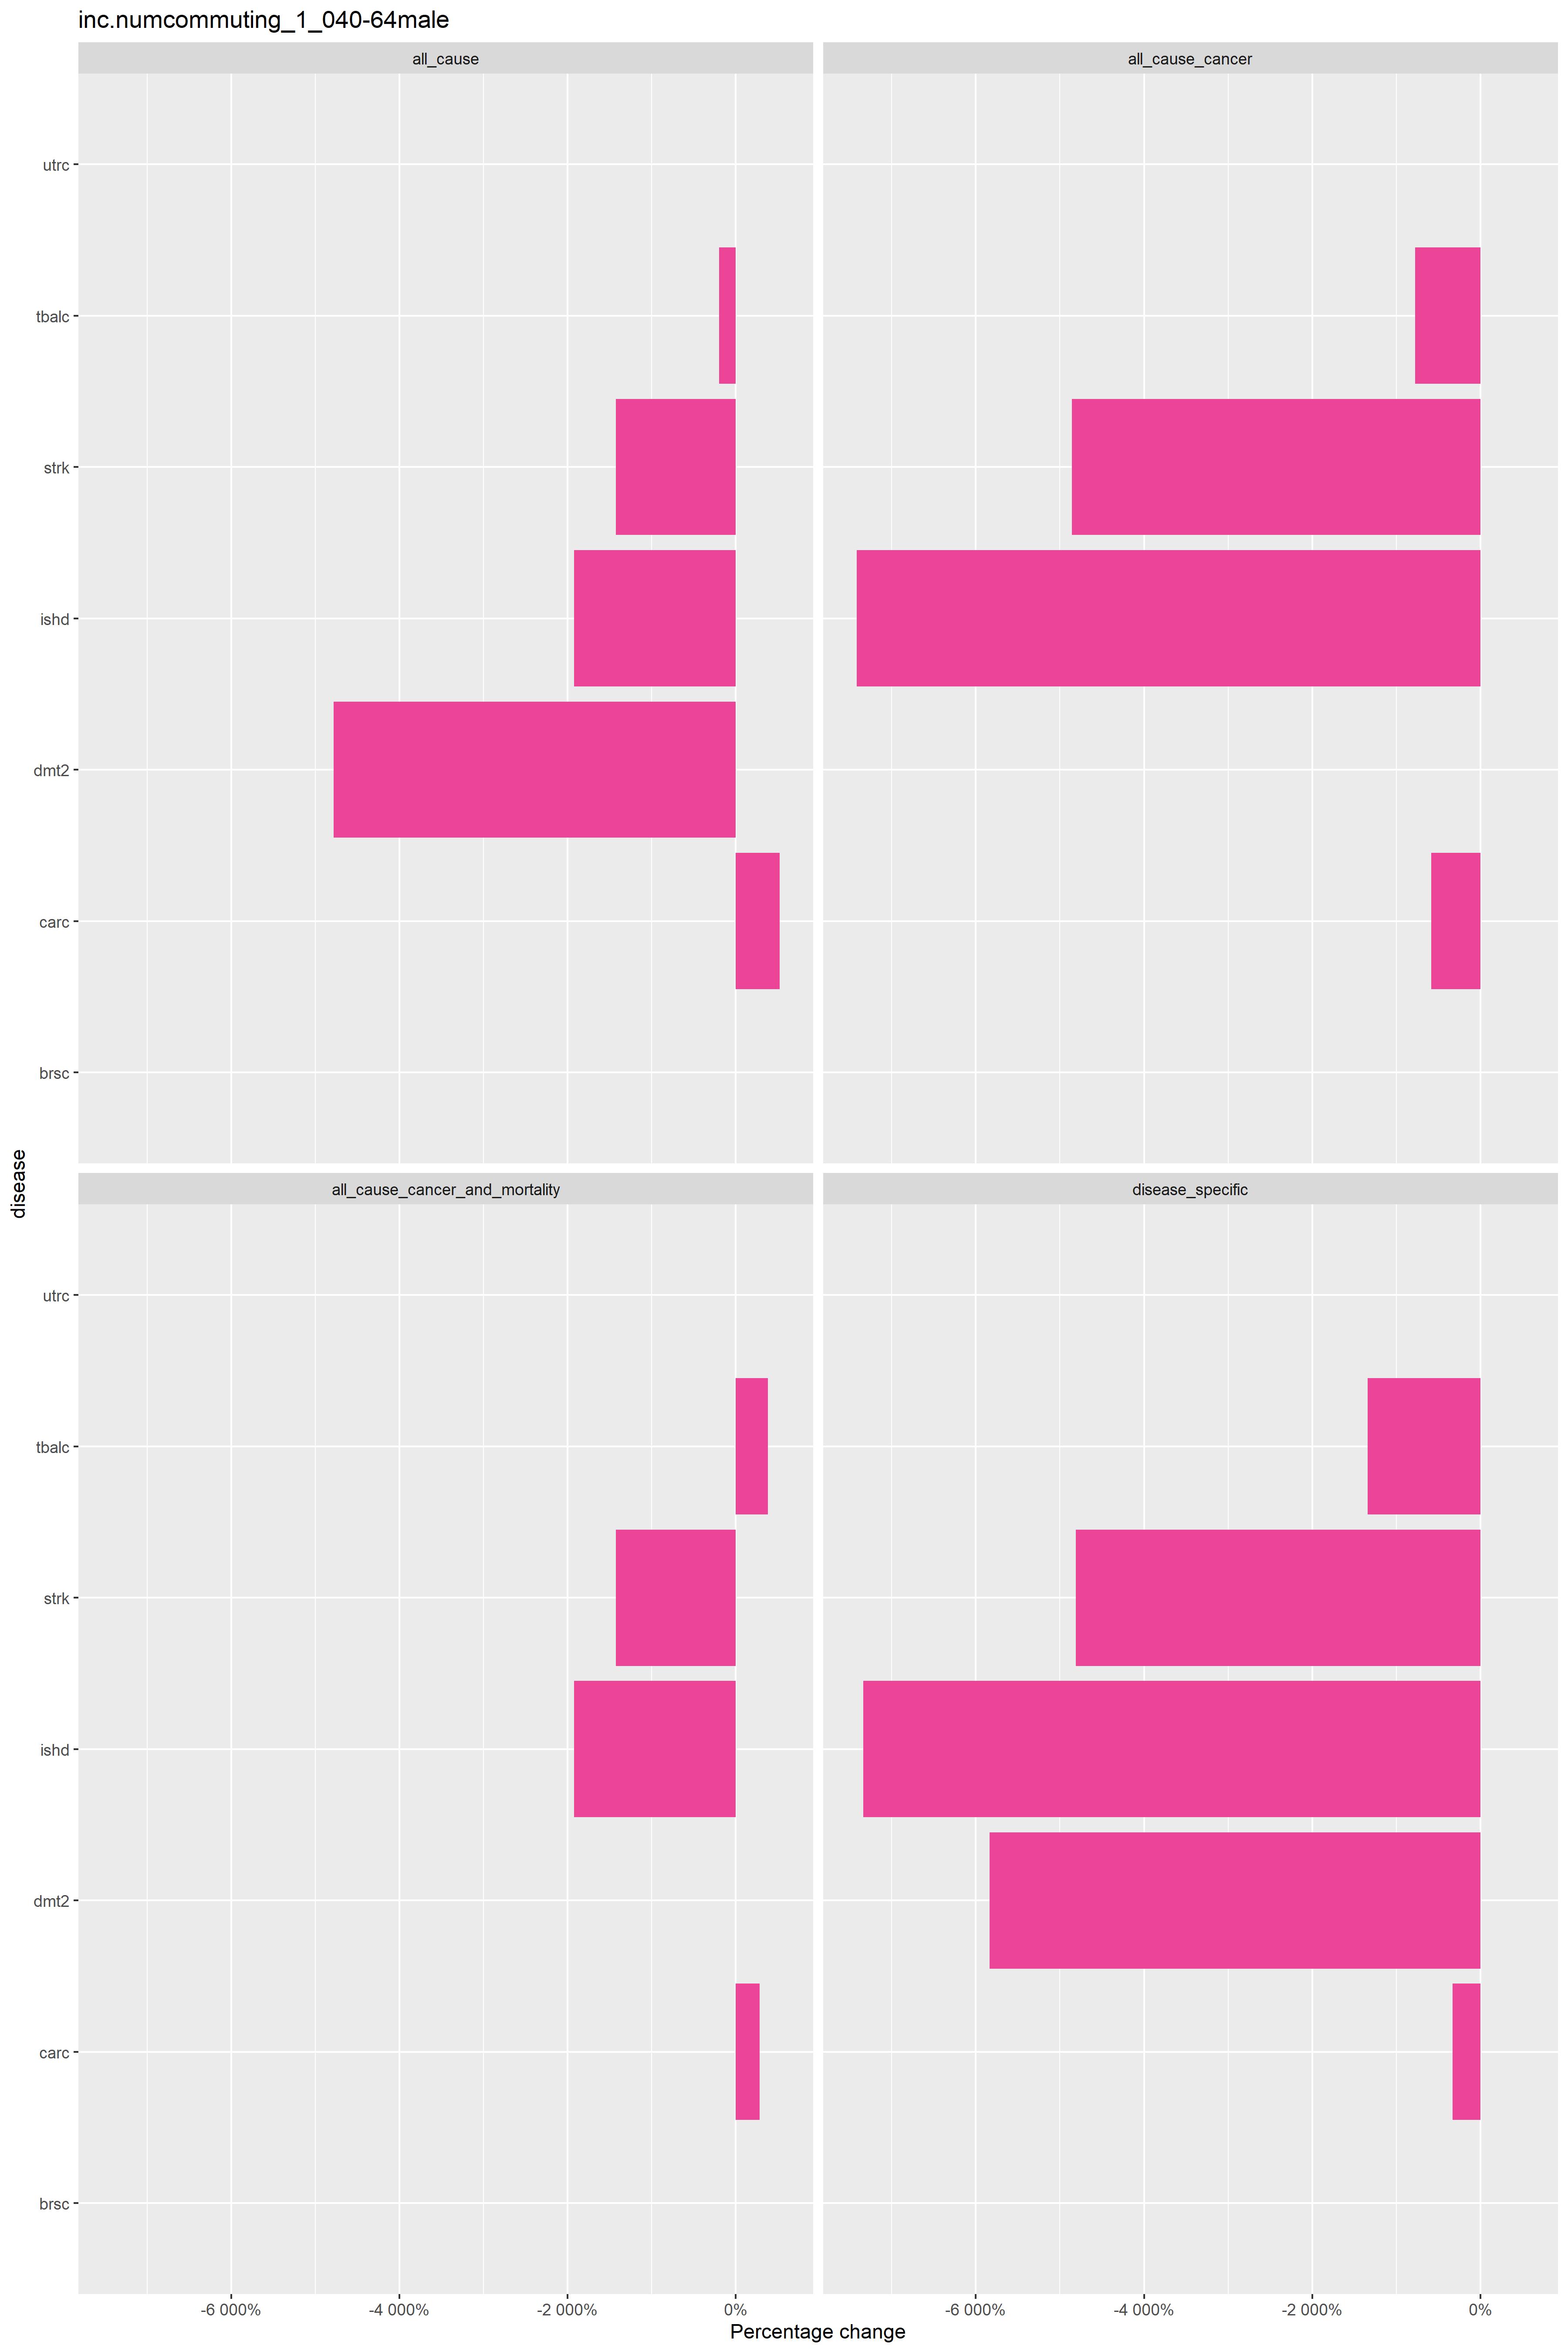 inc.numcommuting_1_040-64male
all_cause
all_cause_cancer
utrc
tbalc
strk
ishd
dmt2
carc
brsc
disease
all_cause_cancer_and_mortality
disease_specific
utrc
tbalc
strk
ishd
dmt2
carc
brsc
-6 000% -4 000% -2 000% 0%
-6 000% -4 000% -2 000% 0%
Percentage change